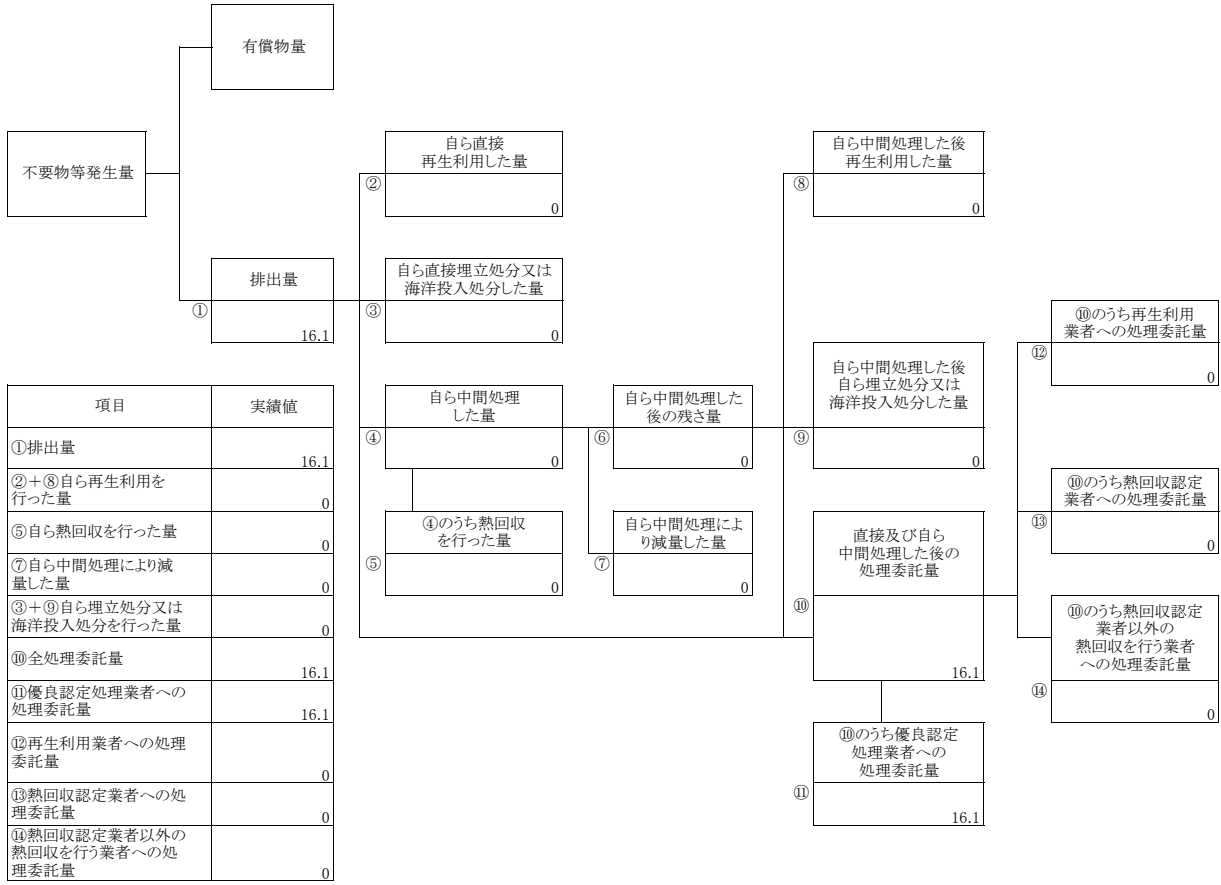 有償物量
不要物等発生量
自ら直接
再生利用した量
②
0
自ら中間処理した後
再生利用した量
⑧
0
排出量
①
16.1
自ら直接埋立処分又は
海洋投入処分した量
③
0
⑩のうち再生利用
業者への処理委託量
⑫
0
自ら中間処理した後
自ら埋立処分又は
海洋投入処分した量
⑨
0
自ら中間処理
した量
④
0
自ら中間処理した
後の残さ量
⑥
0
⑩のうち熱回収認定
業者への処理委託量
⑬
0
④のうち熱回収
を行った量
⑤
0
自ら中間処理によ
り減量した量
⑦
0
直接及び自ら
中間処理した後の
処理委託量
⑩
16.1
⑩のうち熱回収認定
業者以外の
熱回収を行う業者
への処理委託量
⑭
0
⑩のうち優良認定
処理業者への
処理委託量
⑪
16.1
項目 実績値
①排出量 16.1
②+⑧自ら再生利用を
行った量 0
⑤自ら熱回収を行った量 0
⑦自ら中間処理により減
量した量 0
③+⑨自ら埋立処分又は
海洋投入処分を行った量 0
⑩全処理委託量 16.1
⑪優良認定処理業者への
処理委託量 16.1
⑫再生利用業者への処理
委託量 0
⑬熱回収認定業者への処
理委託量 0
⑭熱回収認定業者以外の
熱回収を行う業者への処
理委託量 0